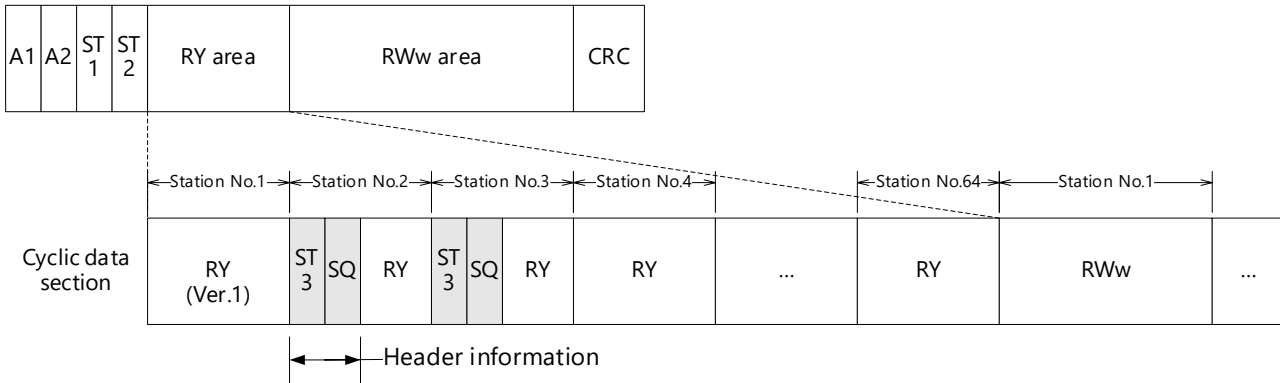 A1 A2 ST 1 ST 2 RY area RWw area CRC
Station No.1 Station No.2 Station No.3 Station No.4 Station No.64 Station No.1
Cyclic data
section
RY
(Ver.1)
ST
3
SQ
RY
ST
3
SQ
RY
RY
...
RY
RWw
...
Header information